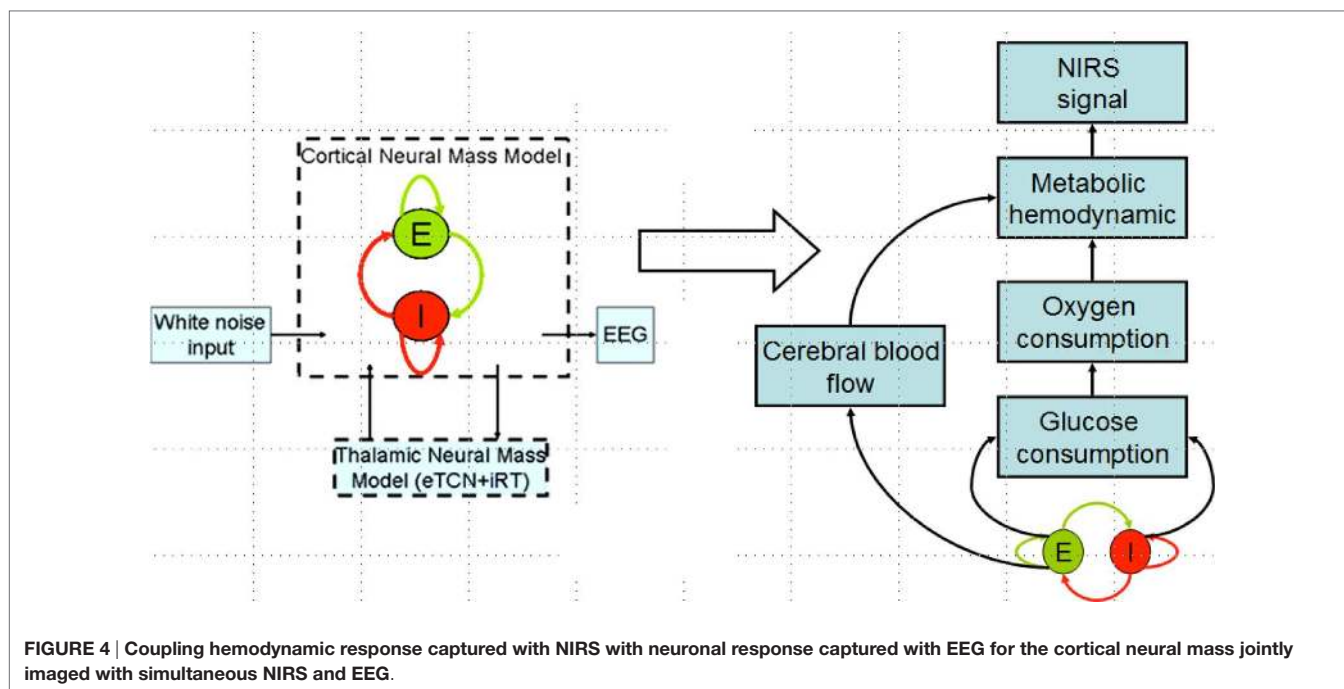 Cortical Neural Mass Model
E
I
White noise
input
EEG
Thalamic Neural Mass
Model (eTCN+iRT)
NIRS
signal
Metabolic
hemodynamic
Oxygen
consumption
Cerebral blood
flow
Glucose
consumption
E
I
FIGURE 4 | Coupling hemodynamic response captured with NIRS with neuronal response captured with EEG for the cortical neural mass jointly
imaged with simultaneous NIRS and EEG.